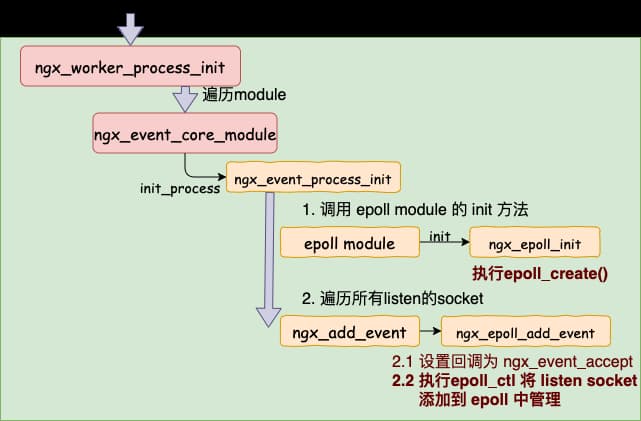 ngx_worker_process_init
遍历module
ngx_event_core_module
init_process
ngx_event_process_init
1. 调用 epoll module 的 init 方法
epoll module
init
ngx_epoll_init
执行epoll_create()
2. 遍历所有listen的socket
ngx_add_event
ngx_epoll_add_event
2.1 设置回调为 ngx_event_accept
2.2 执行epoll_ctl 将 listen socket
添加到 epoll 中管理